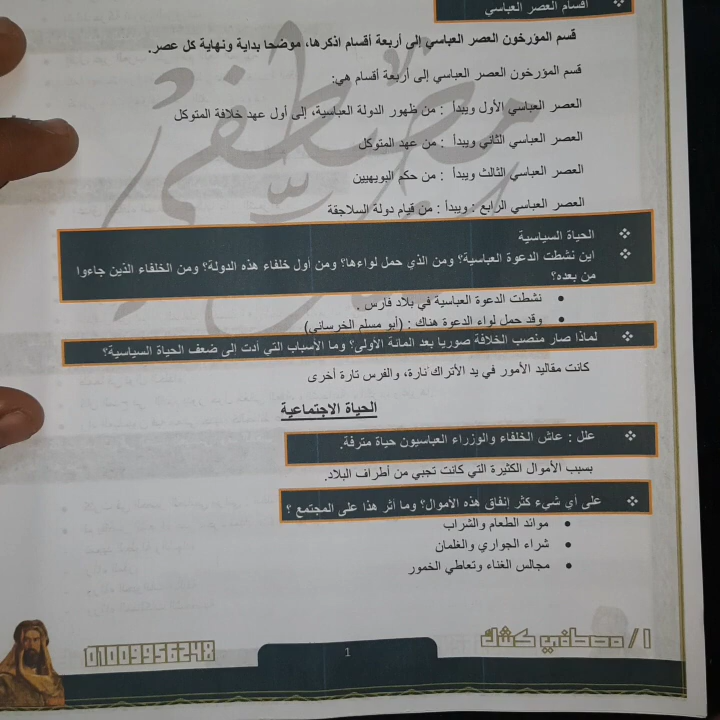 اقسام العصر العباسي
قسم المؤرخون العصر العباسي إلى أربعة أقسام اذكرها، موضحا بداية ونهاية كل عصر.
قسم المؤرخون العصر العباسي إلى أربعة أقسام هي:
العصر العباسي الأول ويبدأ : من ظهور الدولة العباسية، إلى أول عهد خلافة المتوكل
العصر العباسي الثاني ويبدأ : من عهد المتوكل
العصر العباسي الثالث ويبدأ : من حكم البويهيين
العصر العباسي الرابع : ويبدأ : من قيام دولة السلاجقة
الحياة السياسية
اين نشطت الدعوة العباسية؟ ومن الذي حمل لواءها؟ ومن أول خلفاء هذه الدولة؟ ومن الخلفاء الذين جاءوا
من بعده؟
نشطت الدعوة العباسية في بلاد فارس .
وقد حمل لواء الدعوة هناك : (أبو مسلم الخرساني)
لماذا صار منصب الخلافة صوريا بعد المائة الأولى؟ وما الأسباب التي أدت إلى ضعف الحياة السياسية؟
كانت مقاليد الأمور في يد الأتراك تارة، والفرس تارة أخرى
الحياة الاجتماعية
علل : عاش الخلفاء والوزراء العباسيون حياة مترفة.
بسبب الأموال الكثيرة التي كانت تجبي من أطراف البلاد.
على أي شيء كثر إنفاق هذه الأموال؟ وما أثر هذا على المجتمع ؟
موائد الطعام والشراب
شراء الجواري والغلمان
مجالس الغناء وتعاطي الخمور
أ / مصطفي كشك
1
01009956248
مصطفى